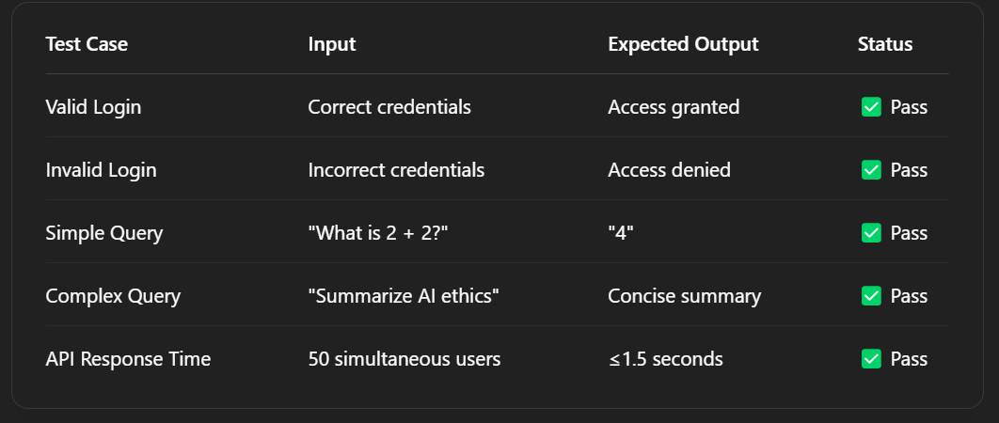 Test Case Input Expected Output Status
Valid Login Correct credentials Access granted ✅ Pass
Invalid Login Incorrect credentials Access denied ✅ Pass
Simple Query "What is 2 + 2?" "4" ✅ Pass
Complex Query "Summarize AI ethics" Concise summary ✅ Pass
API Response Time 50 simultaneous users ≤1.5 seconds ✅ Pass